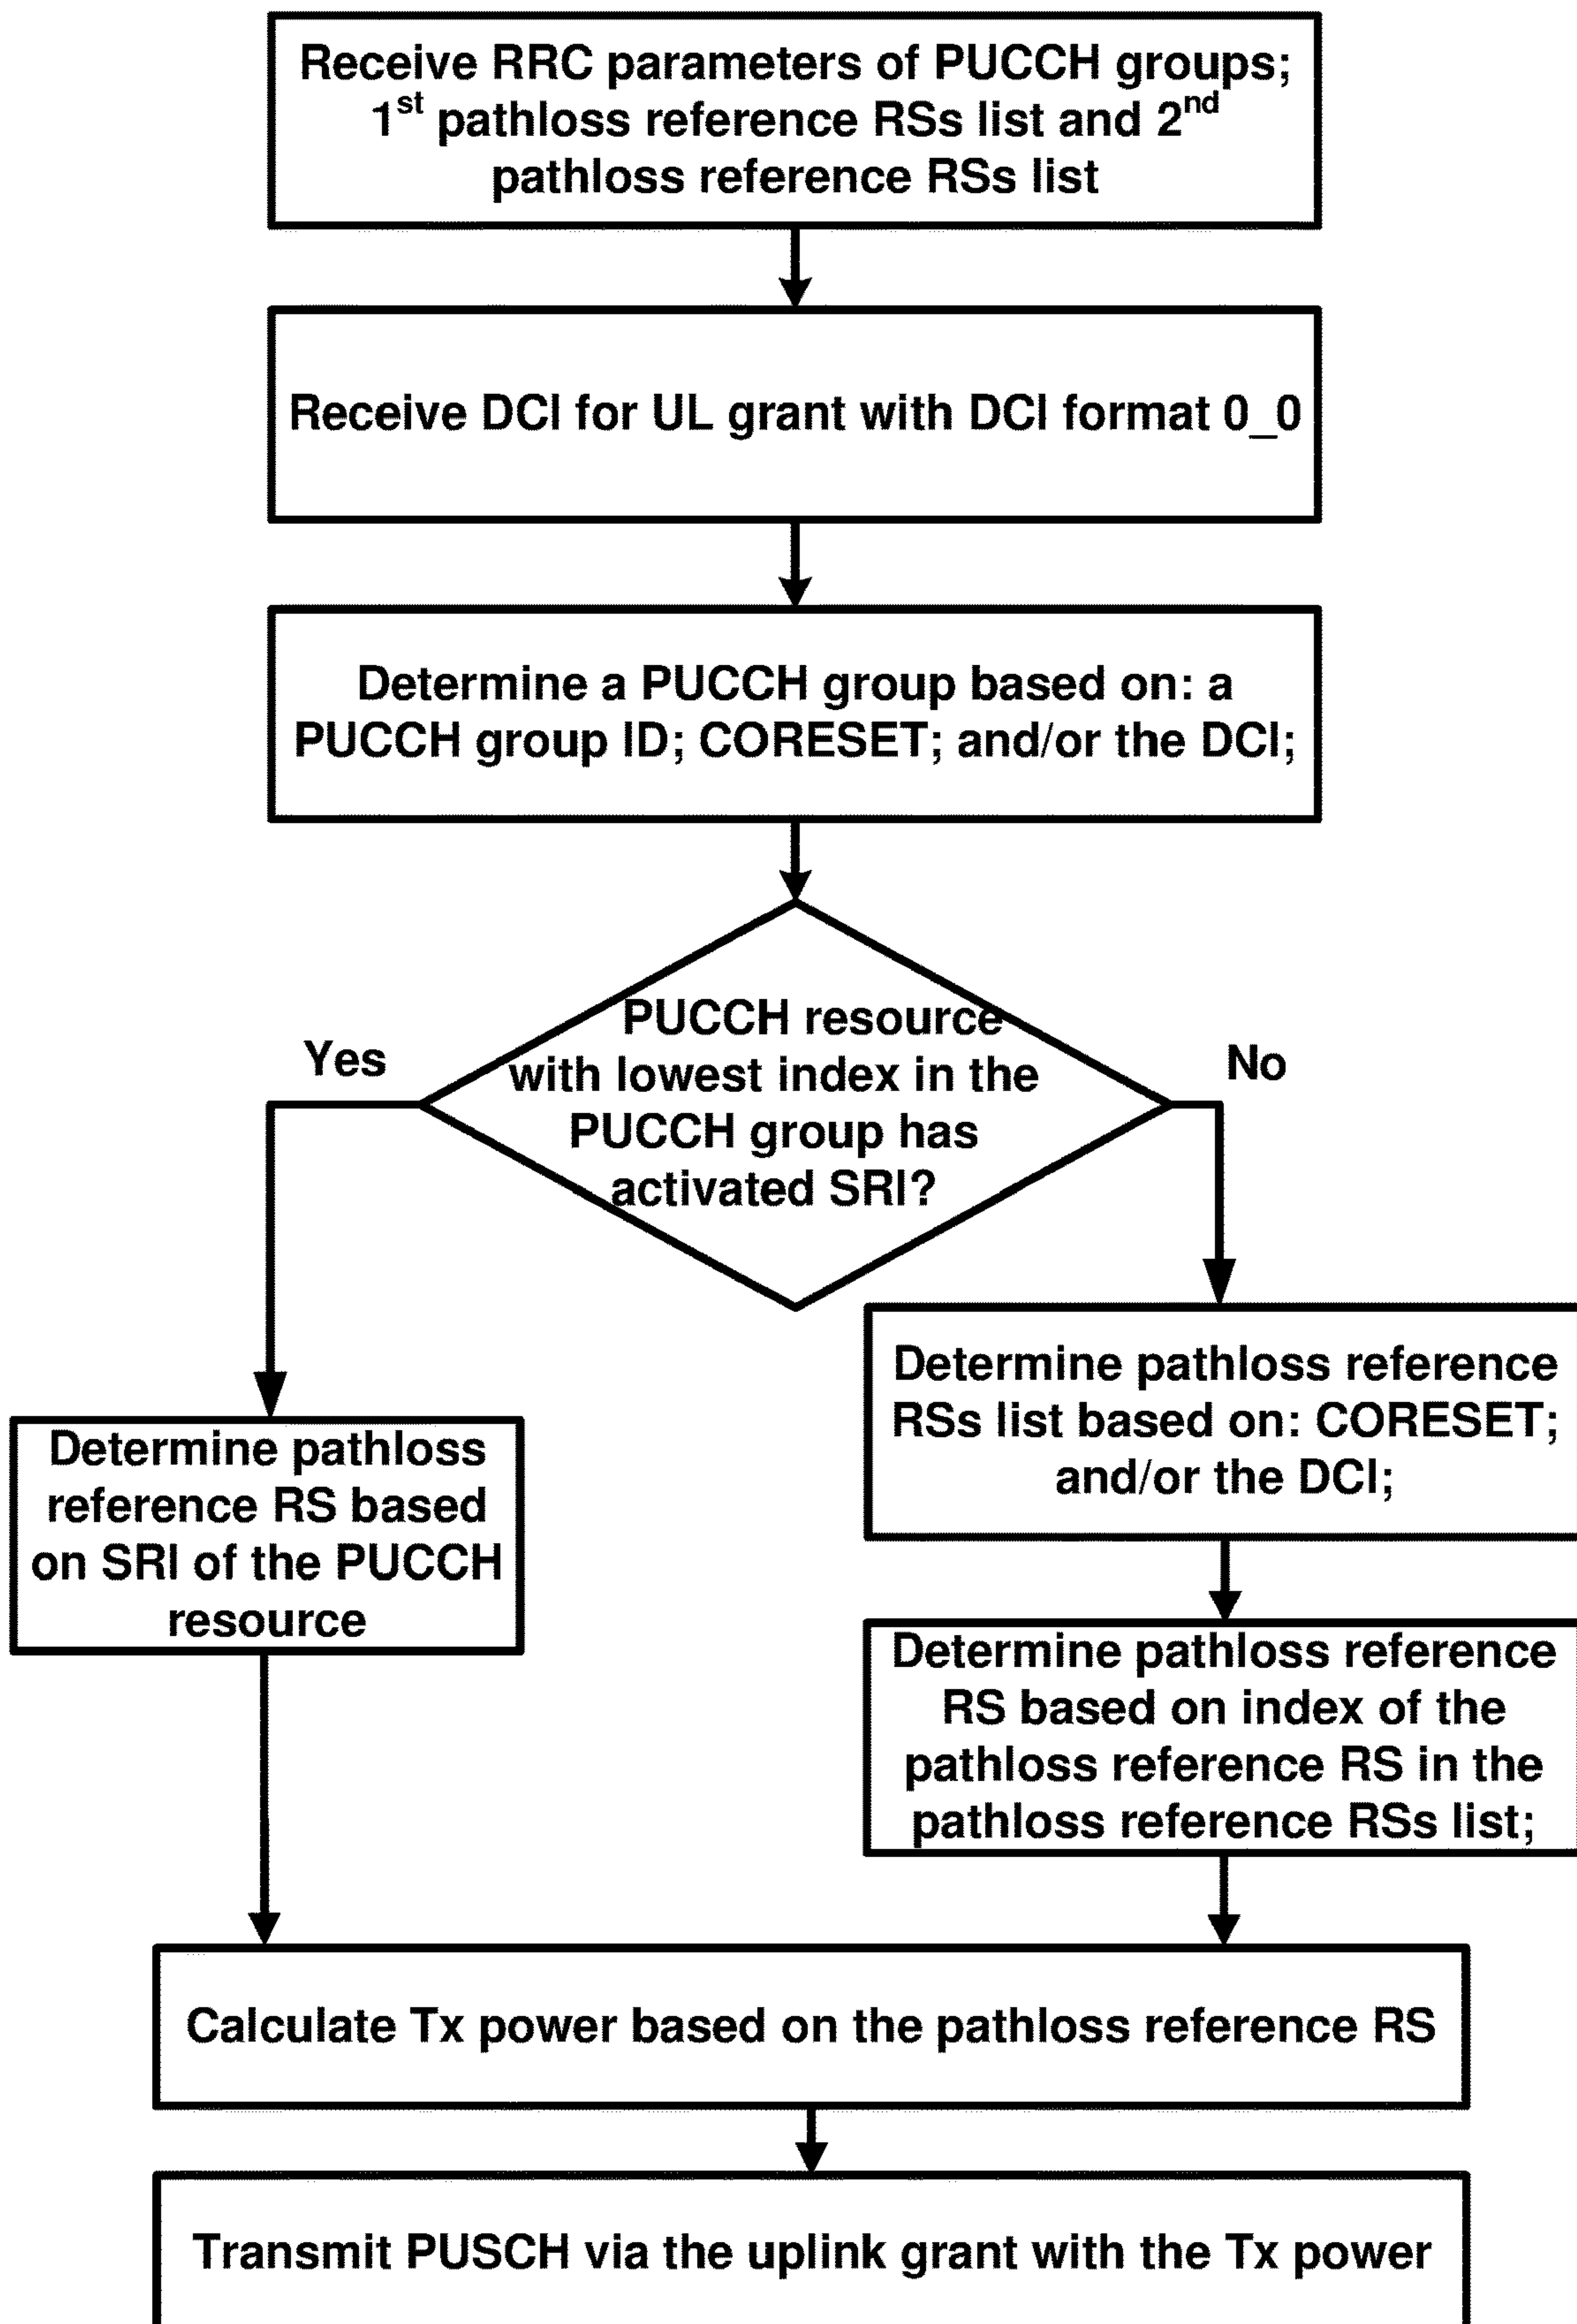 Receive RRC parameters of PUCCH groups;
1st pathloss reference RSs list and 2nd
pathloss reference RSs list
Receive DCI for UL grant with DCI format 0_0
Determine a PUCCH group based on: a
PUCCH group ID; CORESET; and/or the DCI;
PUCCH resource
with lowest index in the
PUCCH group has
activated SRI?
Yes
No
Determine pathloss
reference RS based
on SRI of the PUCCH
resource
Determine pathloss reference
RSs list based on: CORESET;
and/or the DCI;
Determine pathloss reference
RS based on index of the
pathloss reference RS in the
pathloss reference RSs list;
Calculate Tx power based on the pathloss reference RS
Transmit PUSCH via the uplink grant with the Tx power